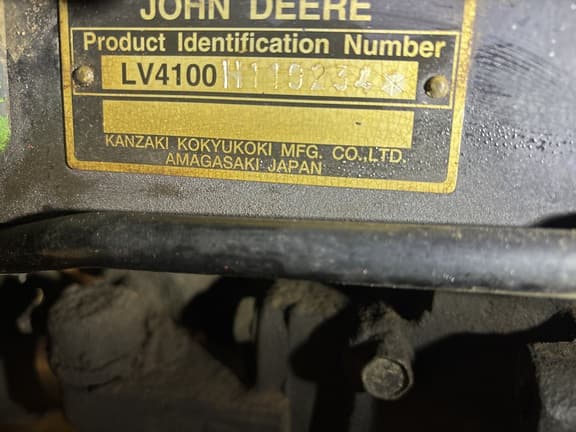 JOHN DEERE
Product Identification Number
LV4100H119234*
KANZAKI KOKYUKOKI MFG. CO.,LTD.
AMAGASAKI JAPAN